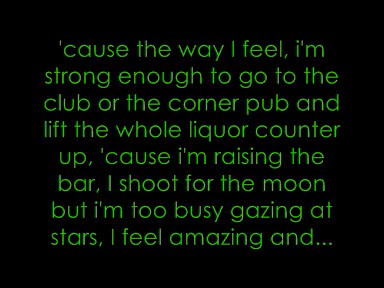 'cause the way I feel, i'm
strong enough to go to the
club or the corner pub and
lift the whole liquor counter
up, 'cause i'm raising the
bar, I shoot for the moon
but i'm too busy gazing at
stars, I feel amazing and...